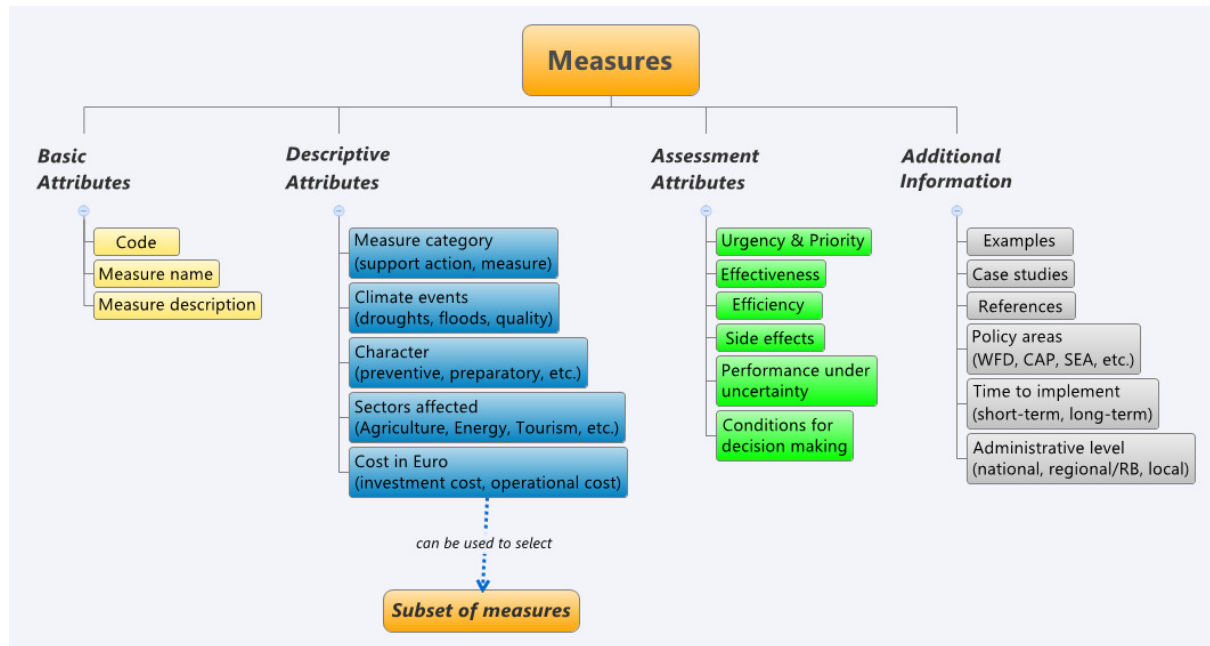 Measures
Basic
Attributes
Code
Measure name
Measure description
Descriptive
Attributes
Measure category
(support action, measure)
Climate events
(droughts, floods, quality)
Character
(preventive, preparatory, etc.)
Sectors affected
(Agriculture, Energy, Tourism, etc.)
Cost in Euro
(investment cost, operational cost)
can be used to select
Subset of measures
Assessment
Attributes
Urgency & Priority
Effectiveness
Efficiency
Side effects
Performance under
uncertainty
Conditions for
decision making
Additional
Information
Examples
Case studies
References
Policy areas
(WFD, CAP, SEA, etc.)
Time to implement
(short-term, long-term)
Administrative level
(national, regional/RB, local)